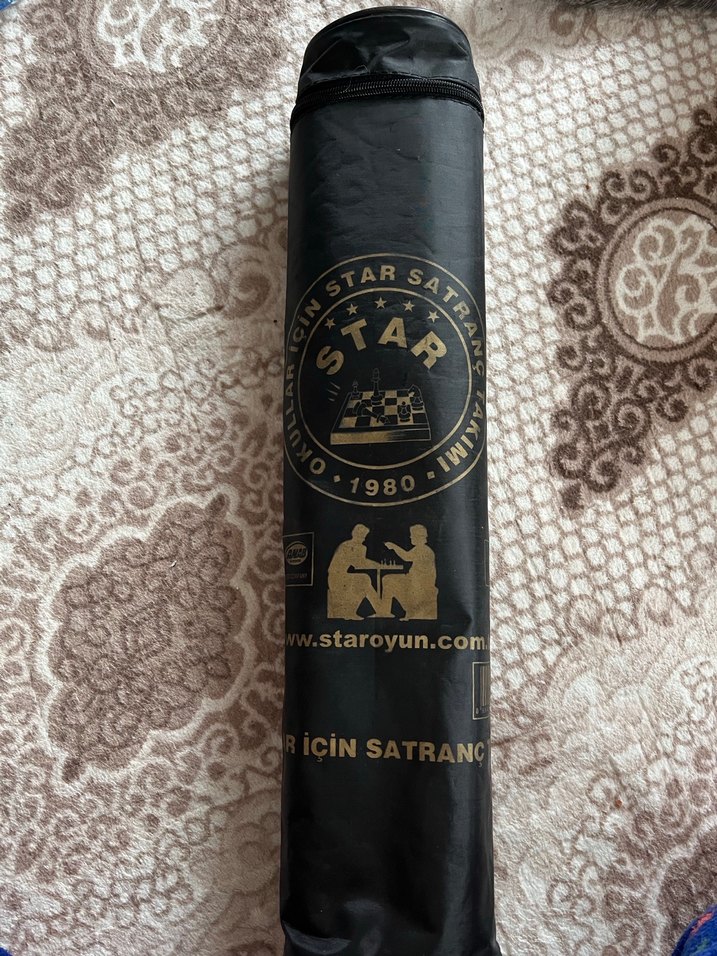 OKULLAR İÇİN STAR SATRANÇ TAKIMI
STAR
1980
www.staroyun.com.
R İÇİN SATRANÇ